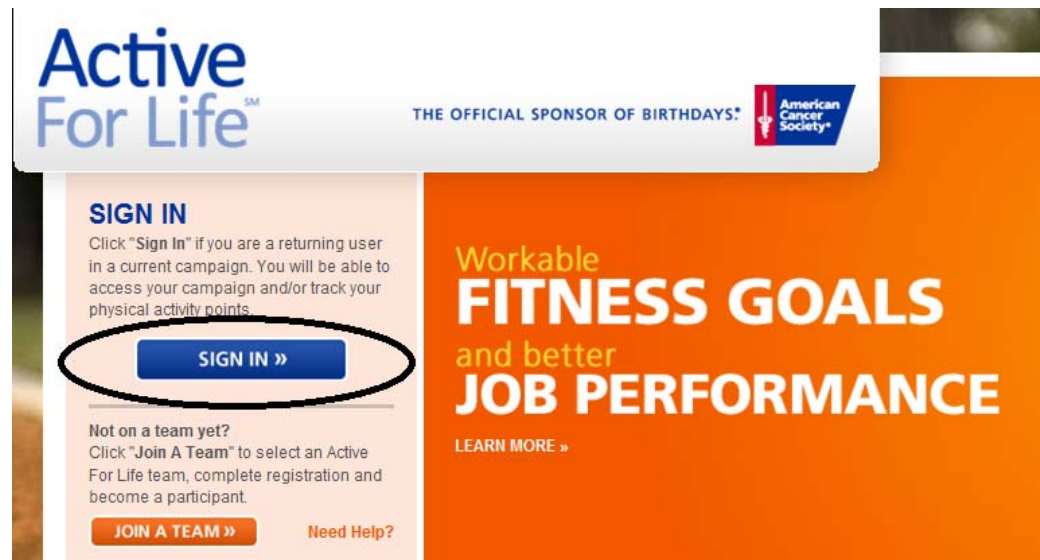 Active
For Life℠
THE OFFICIAL SPONSOR OF BIRTHDAYS.®
American
Cancer
Society®
SIGN IN
Click "Sign In" if you are a returning user
in a current campaign. You will be able to
access your campaign and/or track your
physical activity points.
SIGN IN »
Not on a team yet?
Click "Join A Team" to select an Active
For Life team, complete registration and
become a participant.
JOIN A TEAM »
Need Help?
Workable
FITNESS GOALS
and better
JOB PERFORMANCE
LEARN MORE »